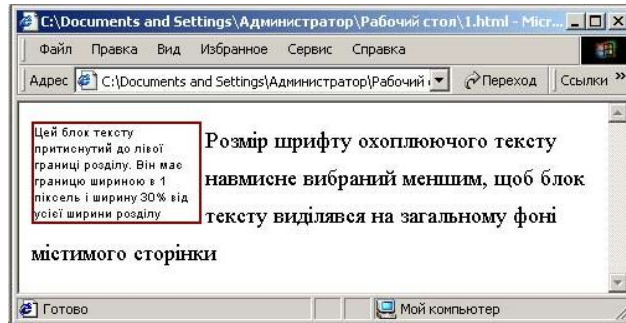 C:\Documents and Settings\Администратор\Рабочий стол\1.html - Micr...
Файл Правка Вид Избранное Сервис Справка
Адрес C:\Documents and Settings\Администратор\Рабочий Переход Ссылки »
Цей блок тексту
притиснутий до лівої
границі розділу. Він має
границю шириною в 1
піксель і ширину 30% від
усієї ширини розділу
Розмір шрифту охоплюючого тексту
навмисне вибраний меншим, щоб блок
тексту виділявся на загальному фоні
містимого сторінки
Готово Мой компьютер